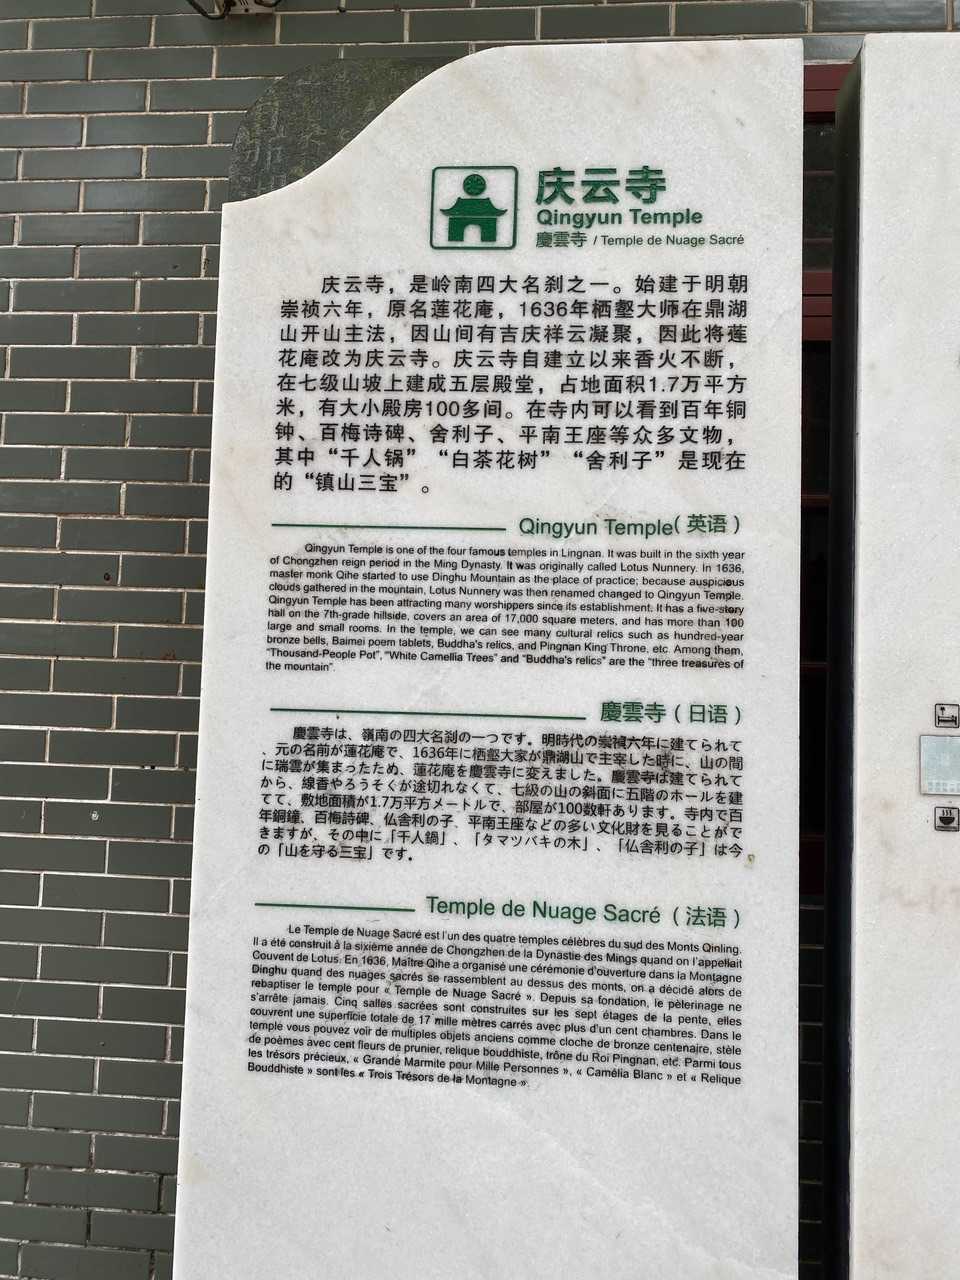 庆云寺
Qingyun Temple
慶雲寺 / Temple de Nuage Sacré
庆云寺，是岭南四大名刹之一。始建于明朝
崇祯六年，原名莲花庵，1636年栖壑大师在鼎湖
山开山主法，因山间有吉庆祥云凝聚，因此将莲
花庵改为庆云寺。庆云寺自建立以来香火不断，
在七级山坡上建成五层殿堂，占地面积1.7万平方
米，有大小殿房100多间。在寺内可以看到百年铜
钟、百梅诗碑、舍利子、平南王座等众多文物，
其中“千人锅”“白茶花树”“舍利子”是现在
的“镇山三宝”。
Qingyun Temple（英语）
Qingyun Temple is one of the four famous temples in Lingnan. It was built in the sixth year
of Chongzhen reign period in the Ming Dynasty. It was originally called Lotus Nunnery. In 1636,
master monk Qihe started to use Dinghu Mountain as the place of practice; because auspicious
clouds gathered in the mountain, Lotus Nunnery was then renamed changed to Qingyun Temple.
Qingyun Temple has been attracting many worshippers since its establishment. It has a five-story
hall on the 7th-grade hillside, covers an area of 17,000 square meters, and has more than 100
large and small rooms. In the temple, we can see many cultural relics such as hundred-year
bronze bells, Baimei poem tablets, Buddha's relics, and Pingnan King Throne, etc. Among them,
“Thousand-People Pot”, “White Camellia Trees” and “Buddha's relics” are the “three treasures of
the mountain”.
慶雲寺（日语）
慶雲寺は、嶺南の四大名刹の一つです。明時代の崇禎六年に建てられて
、元の名前が蓮花庵で、1636年に栖壑大家が鼎湖山で主宰した時に、山の間
に瑞雲が集まったため、蓮花庵を慶雲寺に変えました。慶雲寺は建てられて
から、線香やろうそくが途切れなくて、七級の山の斜面に五階のホールを建
てて、敷地面積が1.7万平方メートルで、部屋が100数軒あります。寺内で百
年銅鐘、百梅詩碑、仏舎利の子、平南王座などの多い文化財を見ることがで
きますが、その中に「千人鍋」、「タマツバキの木」、「仏舎利の子」は今
の「山を守る三宝」です。
Temple de Nuage Sacré（法语）
Le Temple de Nuage Sacré est l'un des quatre temples célèbres du sud des Monts Qinling.
Il a été construit à la sixième année de Chongzhen de la Dynastie des Mings quand on l'appeltait
Couvent de Lotus. En 1636, Maître Qihe a organisé une cérémonie d'ouverture dans la Montagne
Dinghu quand des nuages sacrés se rassemblent au dessus des monts, on a décidé alors de
rebaptiser le temple pour « Temple de Nuage Sacré ». Depuis sa fondation, le pèlerinage ne
s'arrête jamais. Cinq salles sacrées sont construites sur les sept étages de la pente, elles
couvrent une superficie totale de 17 mille mètres carrés avec plus d'un cent chambres. Dans le
temple vous pouvez voir de multiples objets anciens comme cloche de bronze centenaire, stèle
de poèmes avec cent fleurs de prunier, relique bouddhiste, trône du Roi Pingnan, etc. Parmi tous
les trésors précieux, « Grande Marmite pour Mille Personnes », « Camélia Blanc » et « Relique
Bouddhiste » sont les « Trois Trésors de la Montagne ».